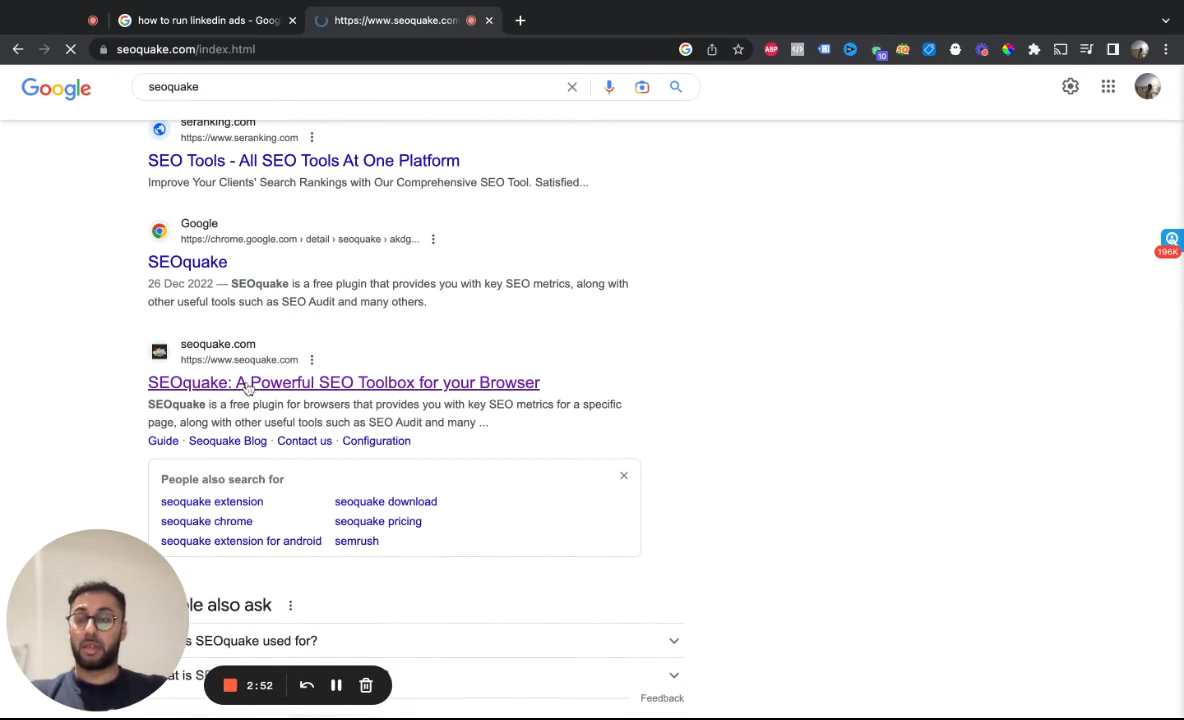 how to run linkedin ads - Goog
https://www.seoquake.com
seoquake.com/index.html
ABP
10
Google
seoquake
seranking.com
https://www.seranking.com
SEO Tools - All SEO Tools At One Platform
Improve Your Clients' Search Rankings with Our Comprehensive SEO Tool. Satisfied...
Google
https://chrome.google.com › detail › seoquake › akdg...
SEOquake
26 Dec 2022 — SEOquake is a free plugin that provides you with key SEO metrics, along with
other useful tools such as SEO Audit and many others.
196K
seoquake.com
https://www.seoquake.com
SEOquake: A Powerful SEO Toolbox for your Browser
SEOquake is a free plugin for browsers that provides you with key SEO metrics for a specific
page, along with other useful tools such as SEO Audit and many ...
Guide · Seoquake Blog · Contact us · Configuration
People also search for
seoquake extension seoquake download
seoquake chrome seoquake pricing
seoquake extension for android semrush
le also ask
s SEOquake used for?
at is S
2:52
Feedback